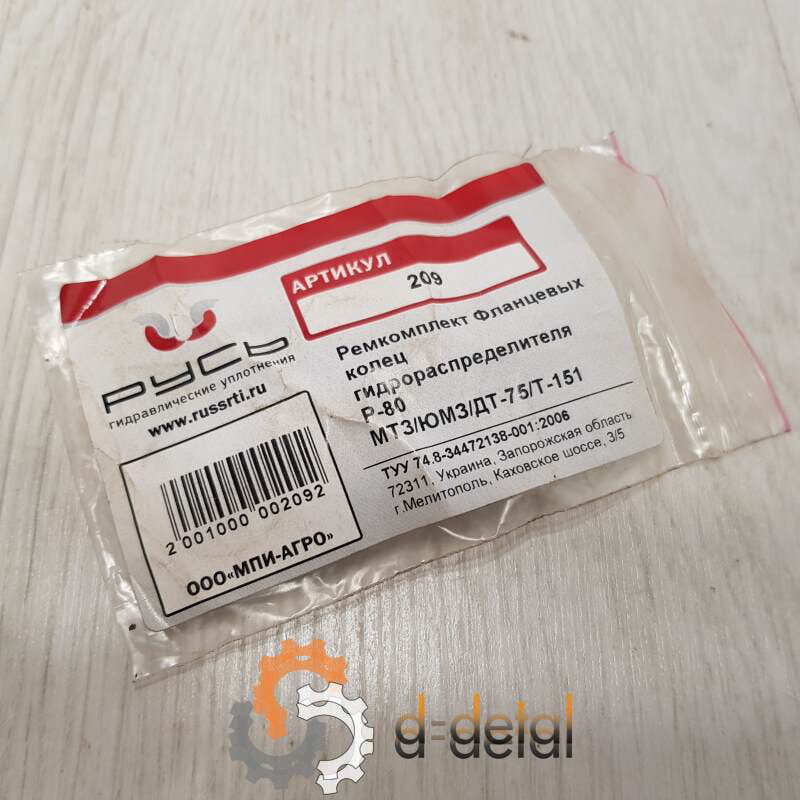 АРТИКУЛ
209
РУСЬ
гидравлические уплотнения
www.russrti.ru
Ремкомплект Фланцевых
колец
гидрораспределителя
Р-80
МТЗ/ЮМЗ/ДТ-75/Т-151
ТУУ 74.8-34472138-001:2006
72311, Украина, Запорожская область
г.Мелитополь, Каховское шоссе, 3/5
2 001000 002092
ООО«МПИ-АГРО»
d=detal